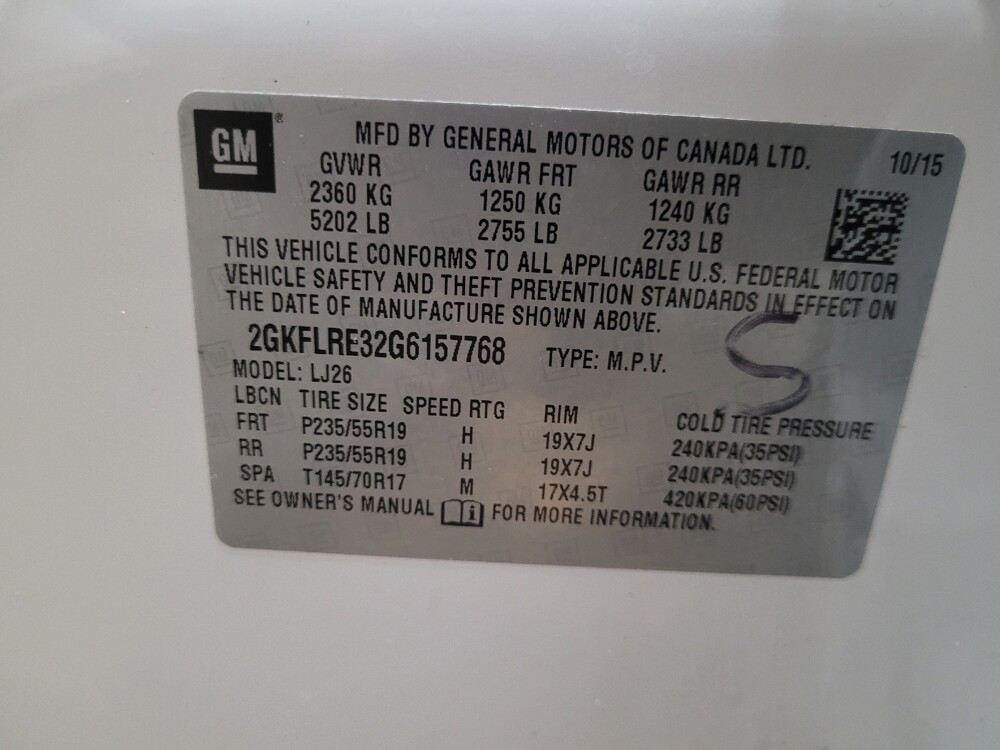 GM®
MFD BY GENERAL MOTORS OF CANADA LTD. 10/15
GVWR GAWR FRT GAWR RR
2360 KG 1250 KG 1240 KG
5202 LB 2755 LB 2733 LB
THIS VEHICLE CONFORMS TO ALL APPLICABLE U.S. FEDERAL MOTOR
VEHICLE SAFETY AND THEFT PREVENTION STANDARDS IN EFFECT ON
THE DATE OF MANUFACTURE SHOWN ABOVE.
2GKFLRE32G6157768 TYPE: M.P.V.
S
MODEL: LJ26
LBCN TIRE SIZE SPEED RTG RIM COLD TIRE PRESSURE
FRT P235/55R19 H 19X7J 240KPA(35PSI)
RR P235/55R19 H 19X7J 240KPA(35PSI)
SPA T145/70R17 M 17X4.5T 420KPA(60PSI)
SEE OWNER'S MANUAL i FOR MORE INFORMATION.